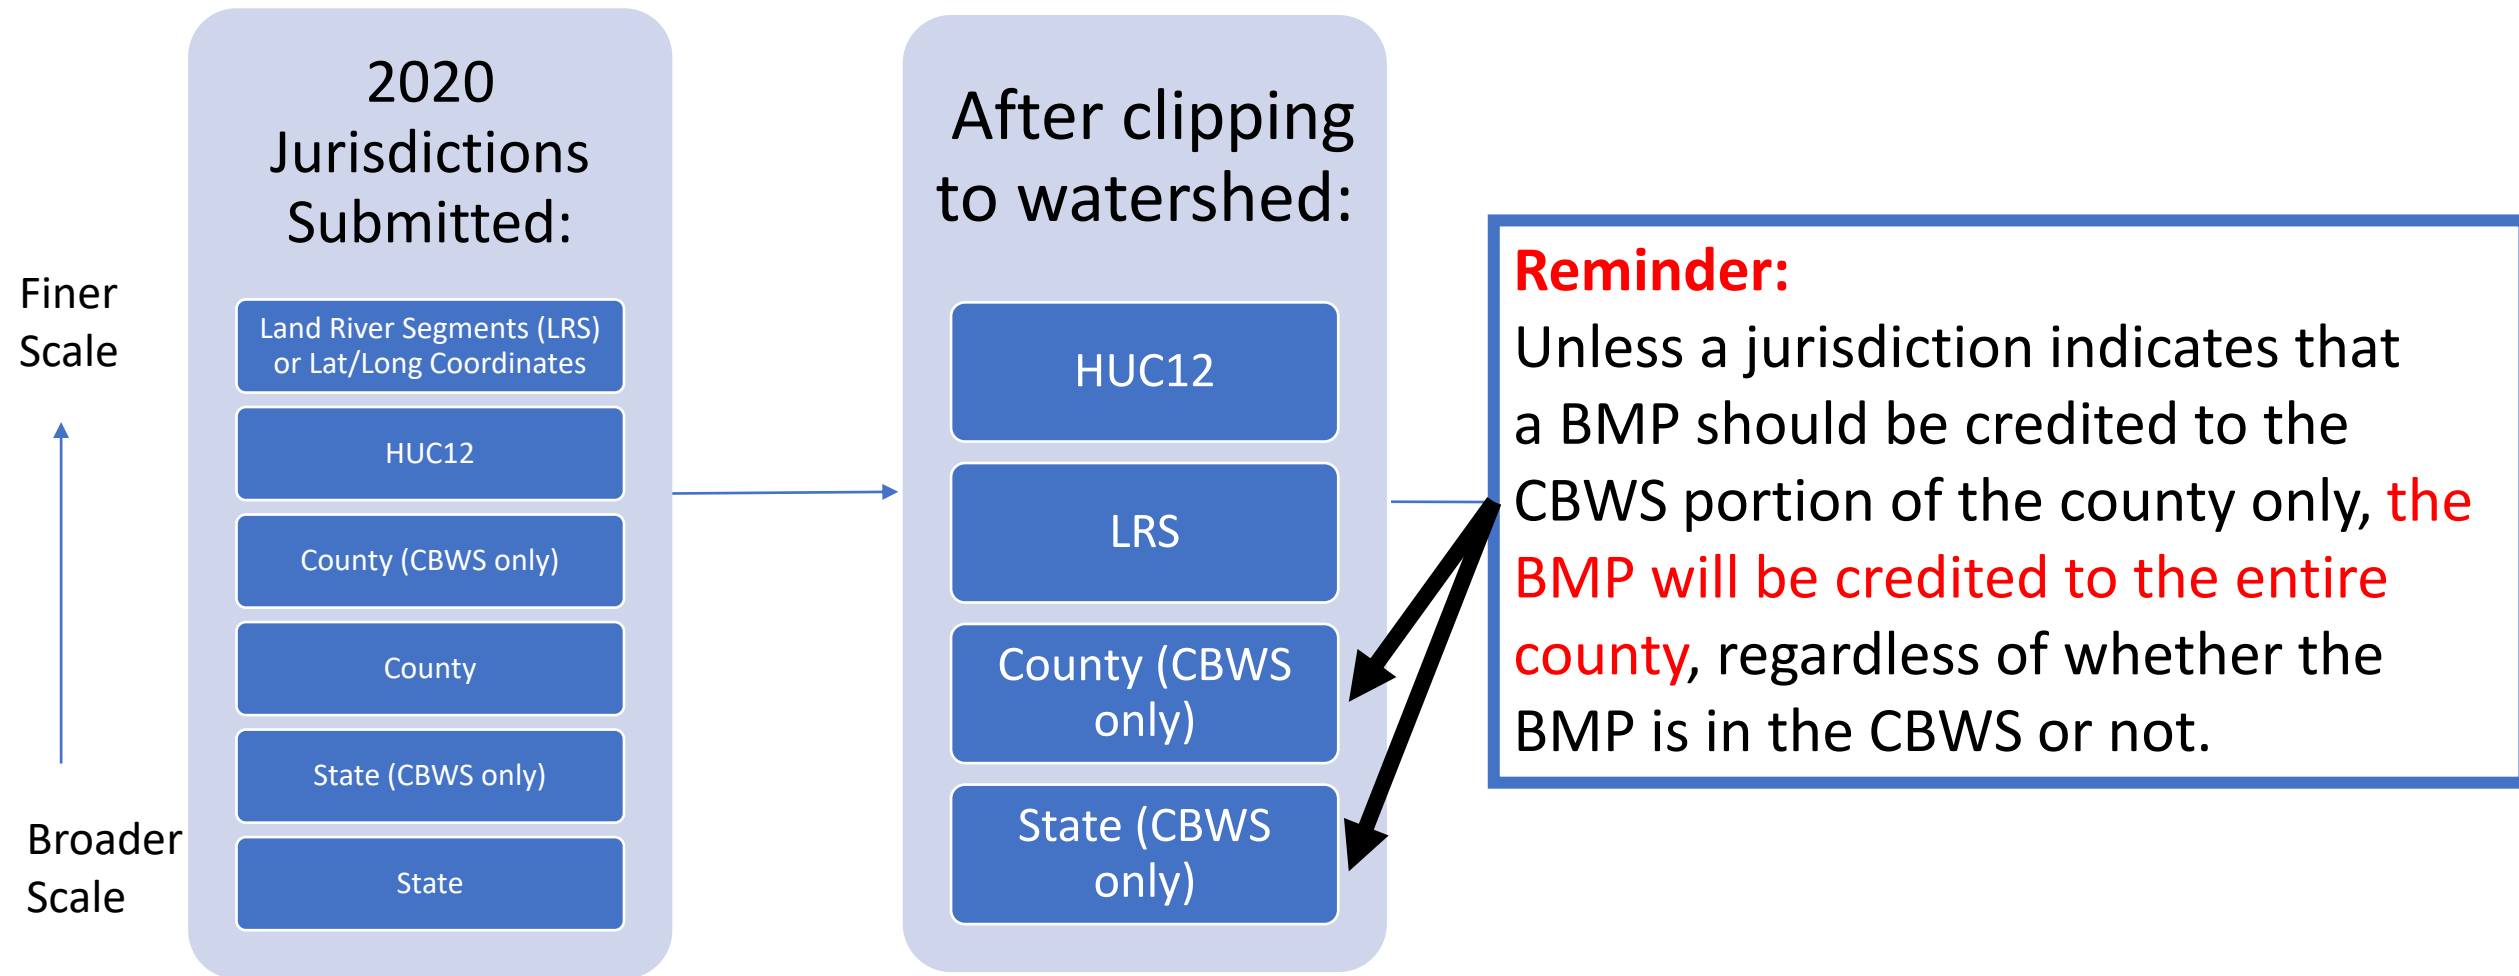 2020
Jurisdictions
Submitted:
Finer
Scale
Broader
Scale
Land River Segments (LRS)
or Lat/Long Coordinates
HUC12
County (CBWS only)
County
State (CBWS only)
State
After clipping
to watershed:
HUC12
LRS
County (CBWS
only)
State (CBWS
only)
Reminder:
Unless a jurisdiction indicates that
a BMP should be credited to the
CBWS portion of the county only, the
BMP will be credited to the entire
county, regardless of whether the
BMP is in the CBWS or not.